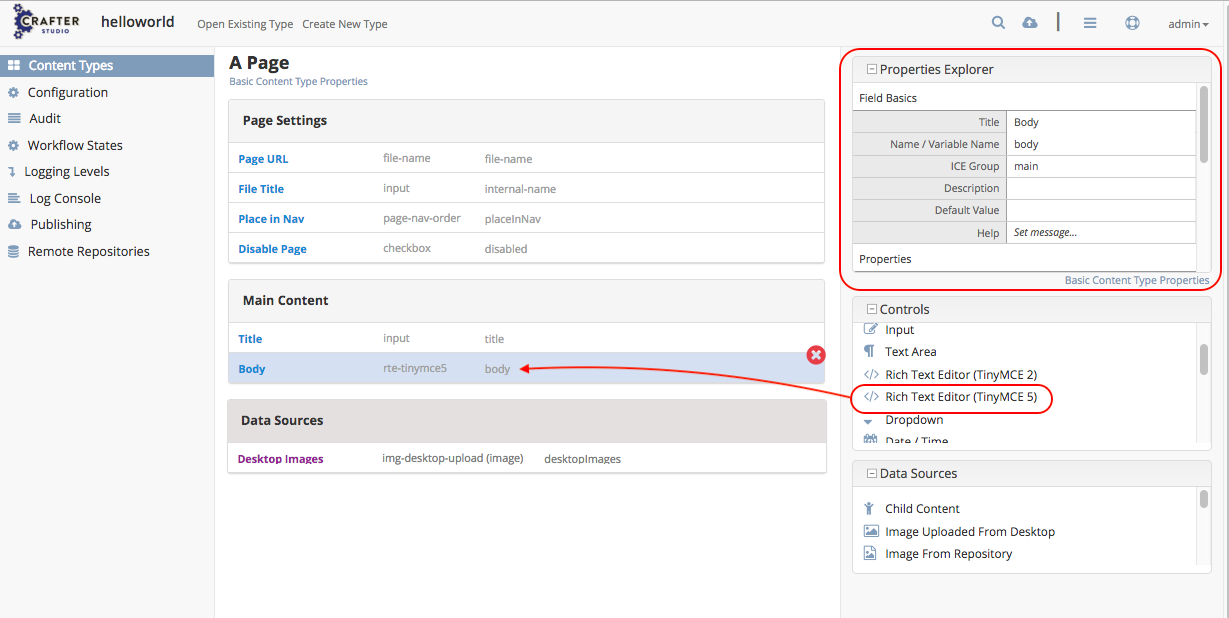 CRAFTER
STUDIO
helloworld
Open Existing Type Create New Type
admin
Content Types
Configuration
Audit
Workflow States
Logging Levels
Log Console
Publishing
Remote Repositories
A Page
Basic Content Type Properties
Page Settings
Page URL file-name file-name
File Title input internal-name
Place in Nav page-nav-order placeInNav
Disable Page checkbox disabled
Main Content
Title input title
Body rte-tinymce5 body
Data Sources
Desktop Images img-desktop-upload (image) desktopImages
Properties Explorer
Field Basics
Title Body
Name / Variable Name body
ICE Group main
Description
Default Value
Help Set message...
Properties
Basic Content Type Properties
Controls
Input
Text Area
Rich Text Editor (TinyMCE 2)
Rich Text Editor (TinyMCE 5)
Dropdown
Date / Time
Data Sources
Child Content
Image Uploaded From Desktop
Image From Repository